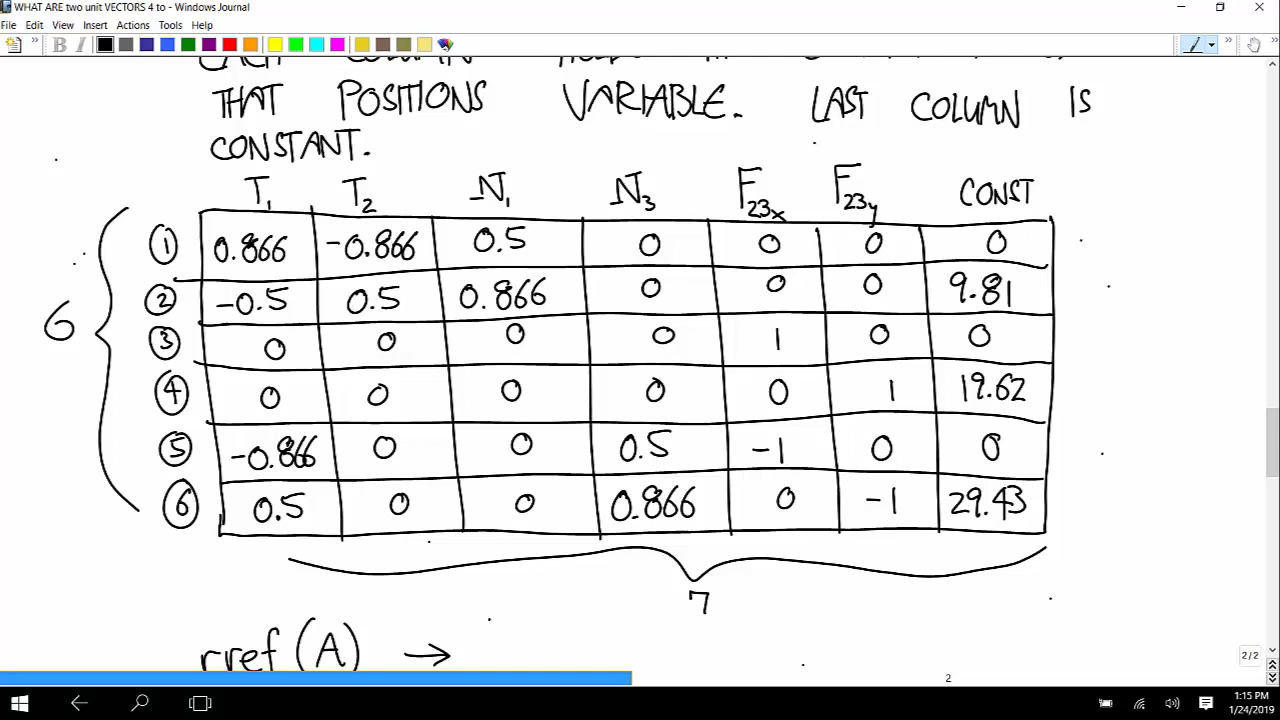 WHAT ARE two unit VECTORS 4 to - Windows Journal
File Edit View Insert Actions Tools Help
B I
EACH COLUMN
THAT POSITIONS VARIABLE. LAST COLUMN IS
CONSTANT.
T1 T2 N1 N3 F23x F23y CONST
① 0.866 -0.866 0.5 0 0 0 0
② -0.5 0.5 0.866 0 0 0 9.81
6
③ 0 0 0 0 1 0 0
④ 0 0 0 0 0 1 19.62
⑤ -0.866 0 0 0.5 -1 0 0
⑥ 0.5 0 0 0.866 0 -1 29.43
7
rref (A) →
2/2
2
1:15 PM
1/24/2019